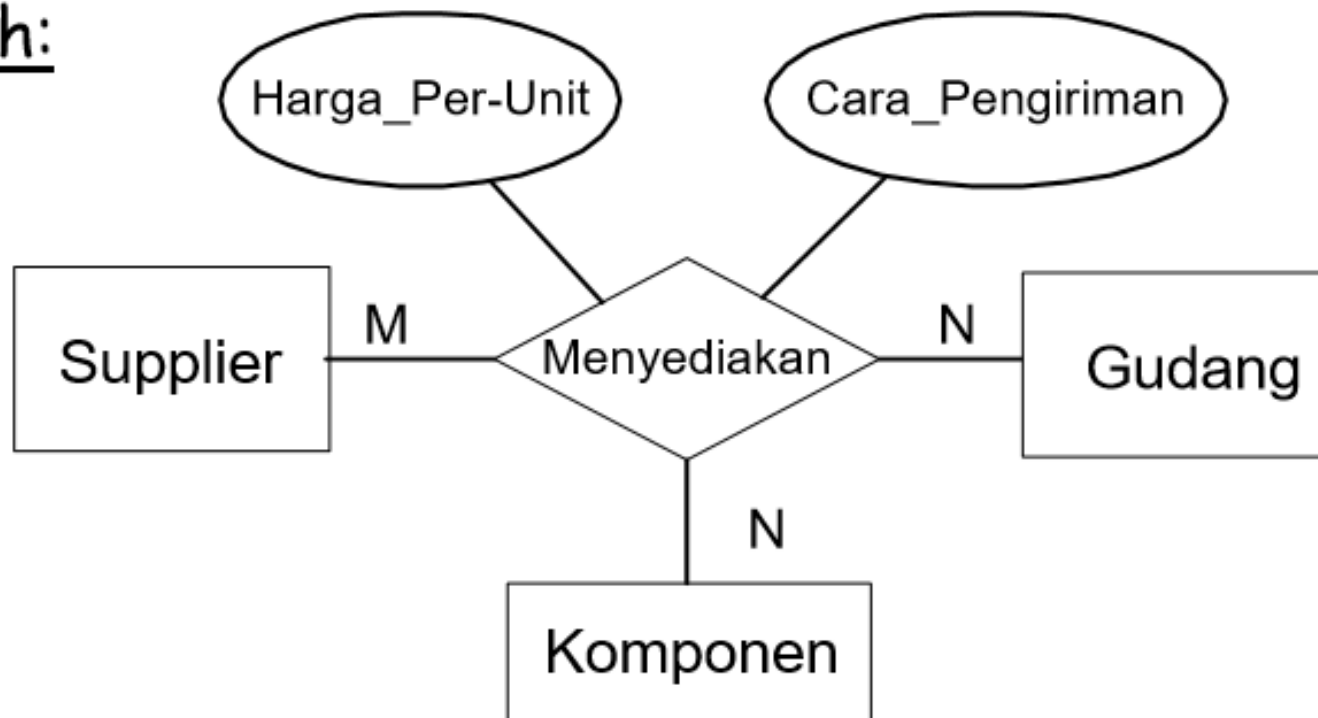 h:
Harga_Per-Unit
Cara_Pengiriman
Supplier
M
Menyediakan
N
Gudang
N
Komponen